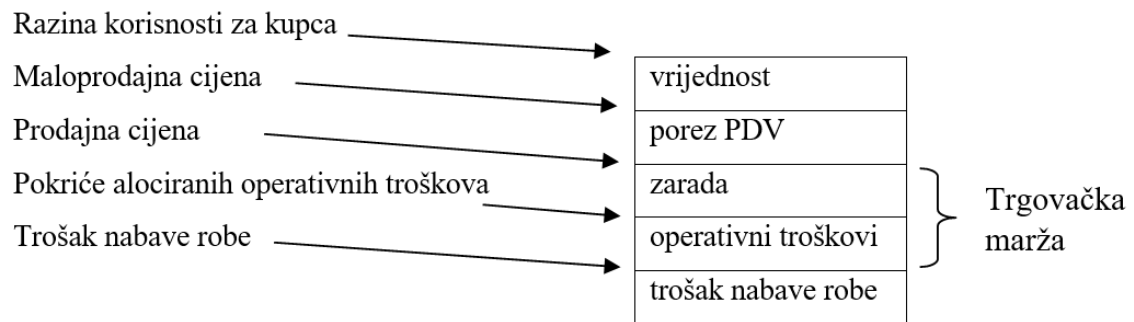 Razina korisnosti za kupca
Maloprodajna cijena
Prodajna cijena
Pokriće alociranih operativnih troškova
Trošak nabave robe
vrijednost
porez PDV
zarada
operativni troškovi
trošak nabave robe
Trgovačka
marža